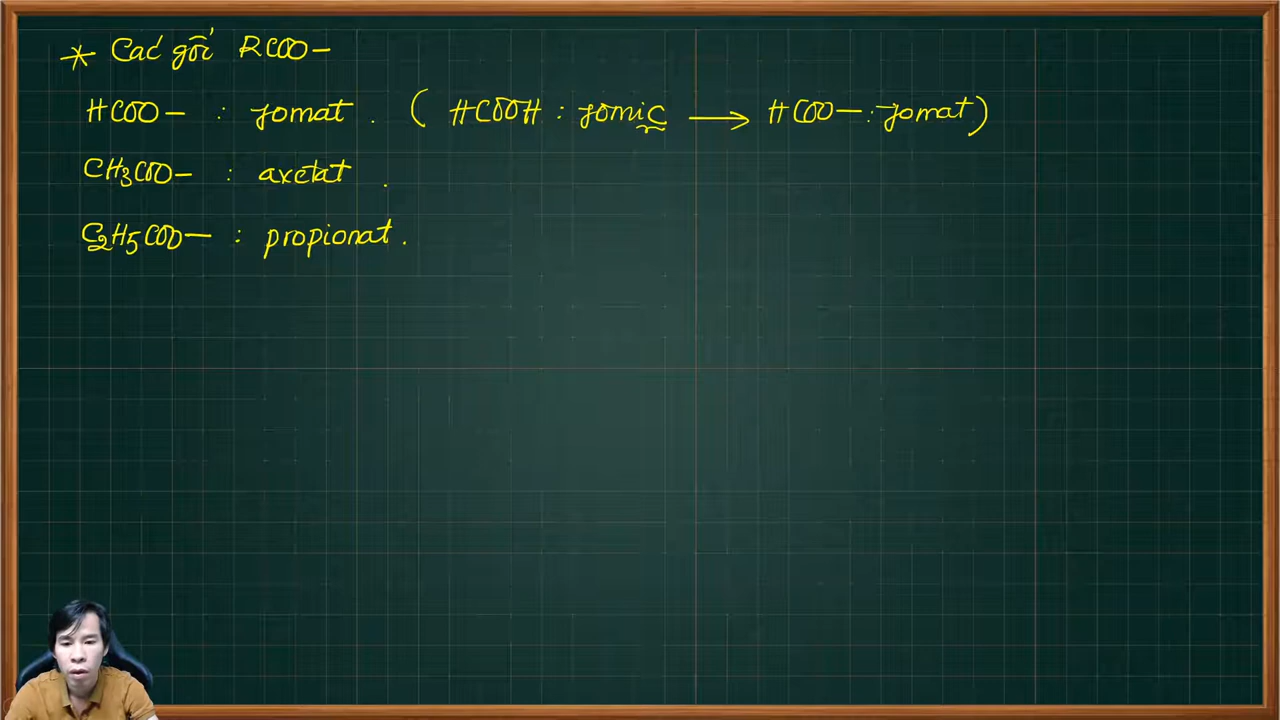 * Các gốc RCOO–
HCOO– : fomat . ( HCOOH : fomic ⟶ HCOO– : fomat )
CH3COO– : axetat .
C2H5COO– : propionat .